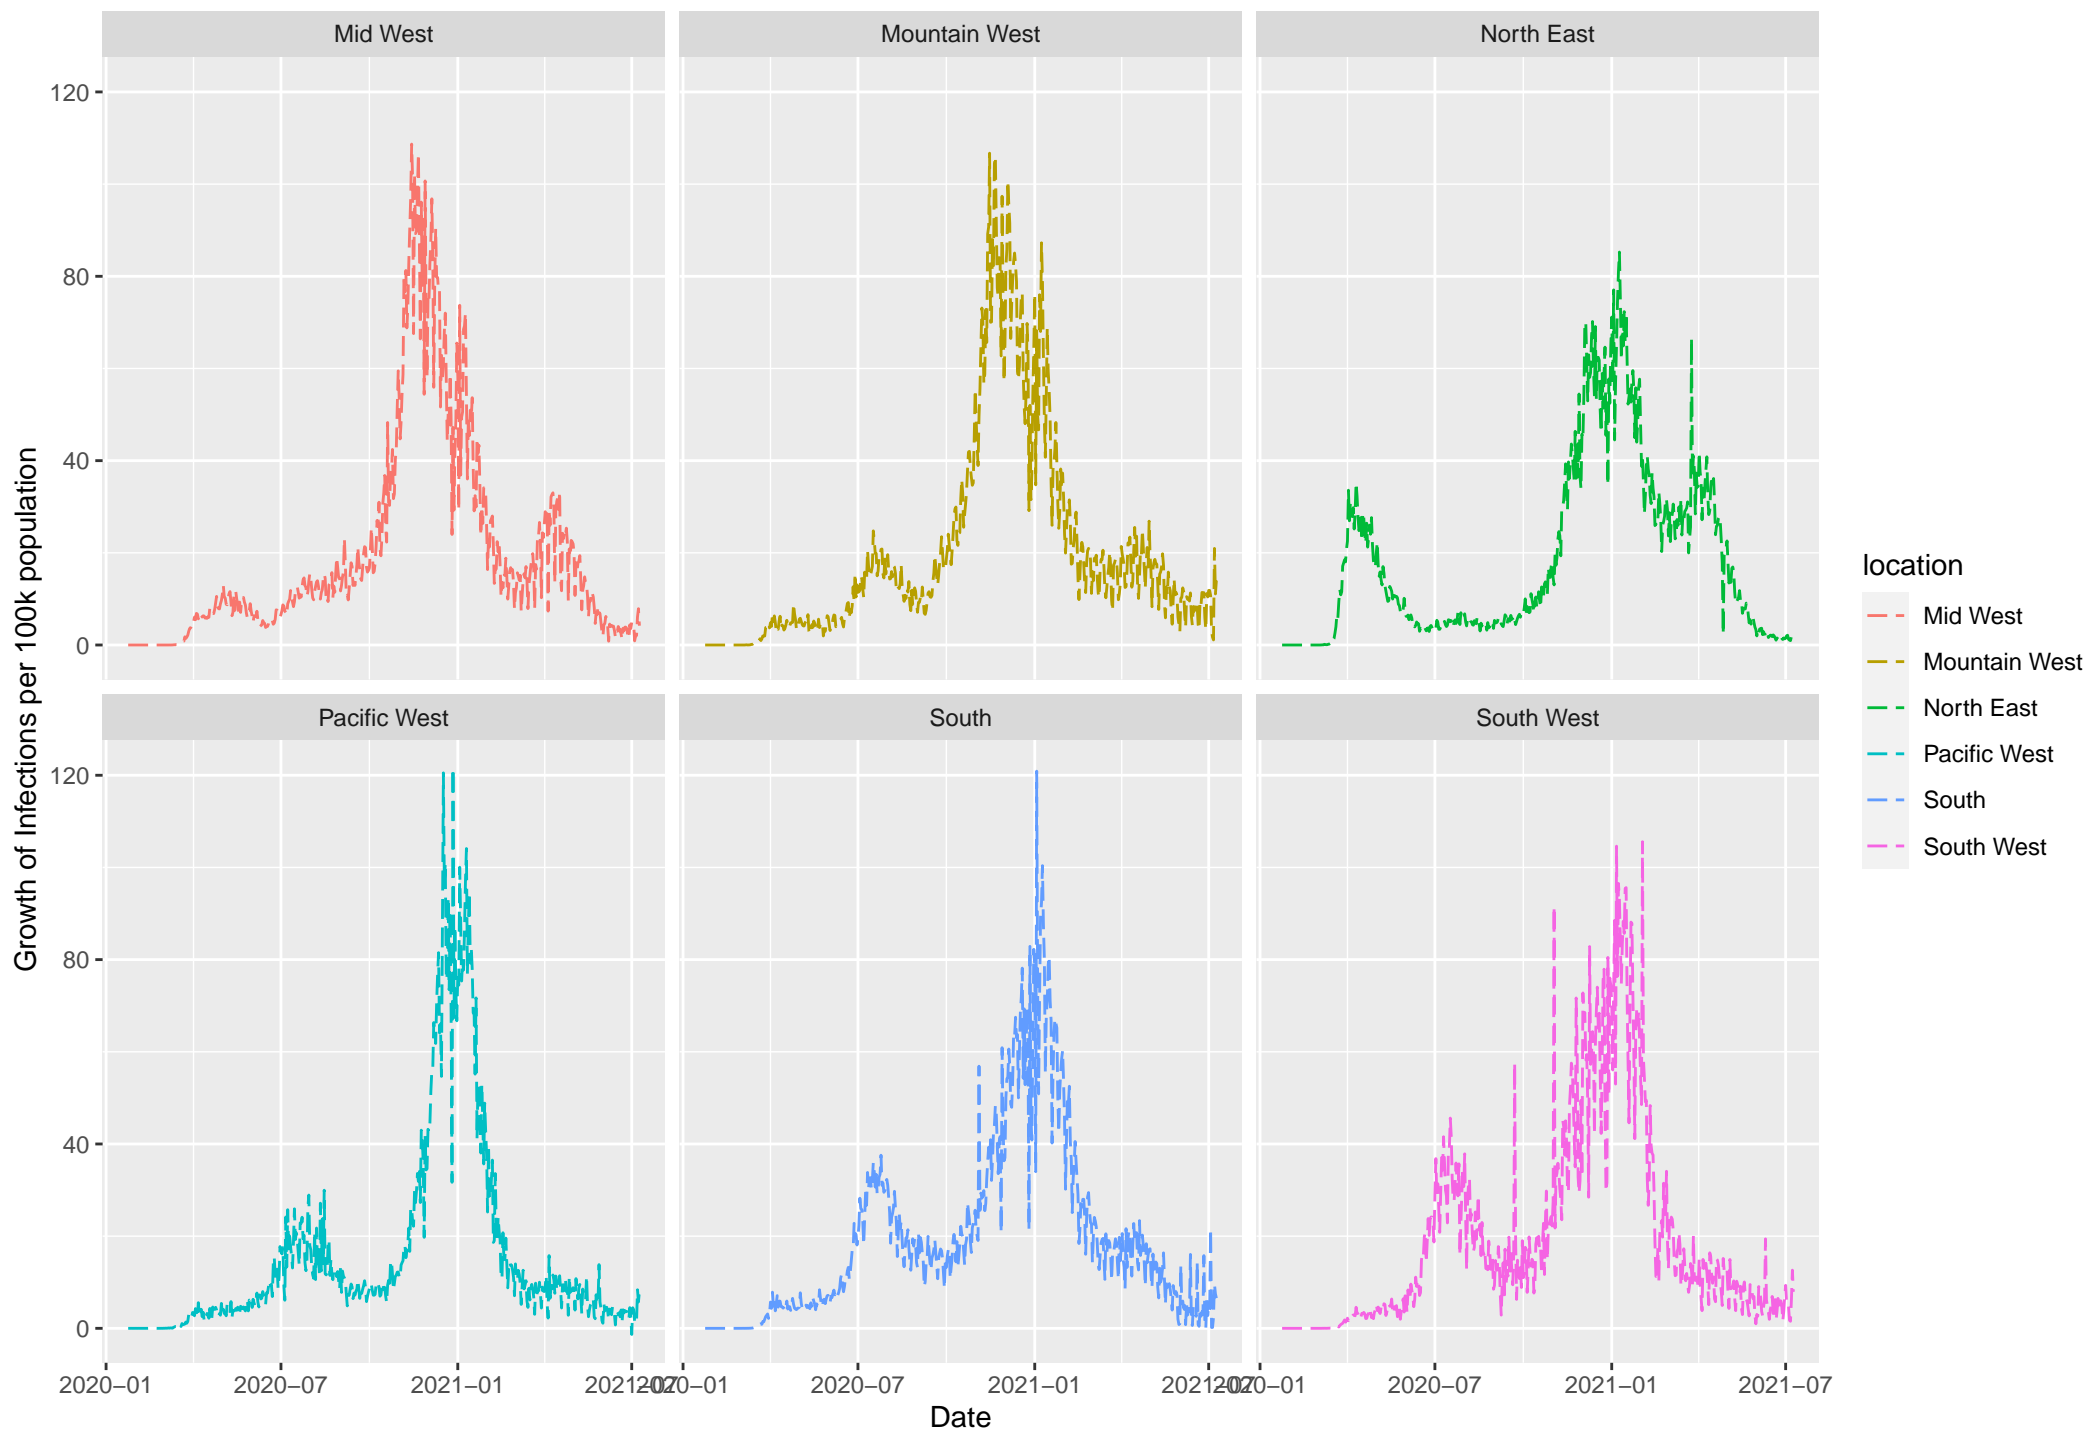 Mid West
Mountain West
North East
120
80
40
0
Growth of Infections per 100k population
Pacific West
South
South West
120
80
40
0
2020−01
2020−07
2021−01
2021−07
2020−01
2020−07
2021−01
2021−07
2020−01
2020−07
2021−01
2021−07
Date
location
Mid West
Mountain West
North East
Pacific West
South
South West